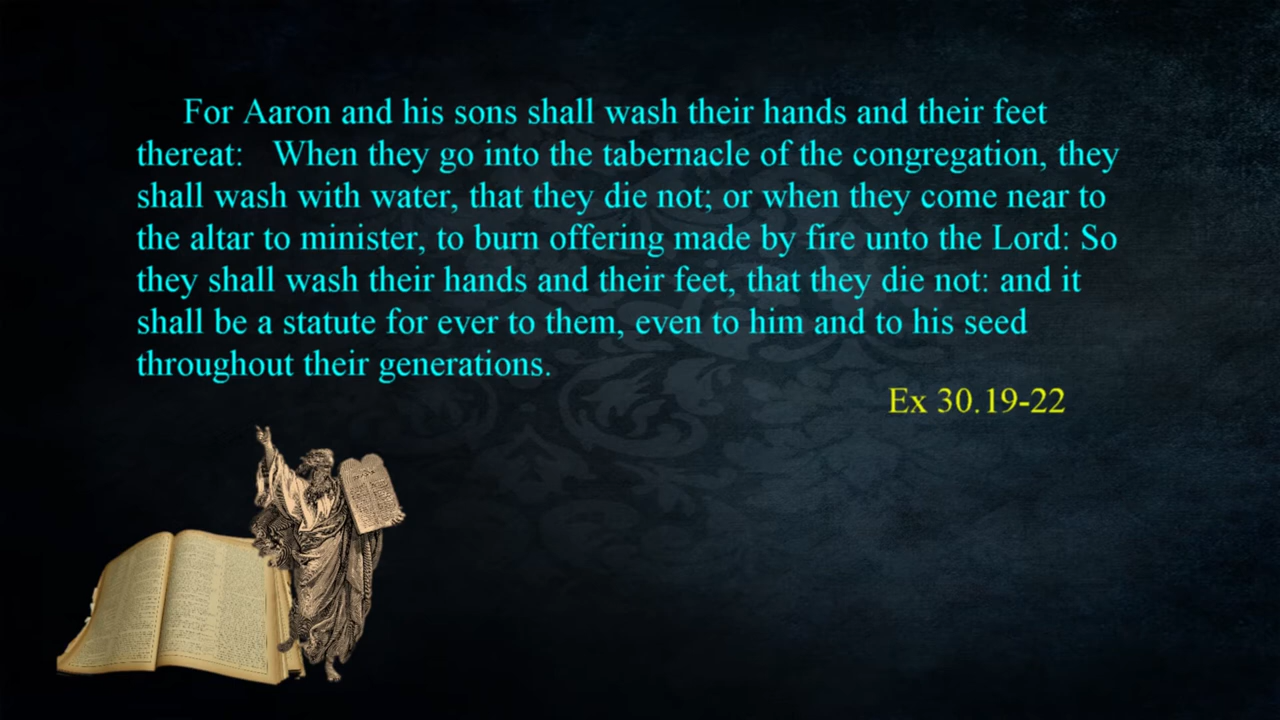 For Aaron and his sons shall wash their hands and their feet
thereat: When they go into the tabernacle of the congregation, they
shall wash with water, that they die not; or when they come near to
the altar to minister, to burn offering made by fire unto the Lord: So
they shall wash their hands and their feet, that they die not: and it
shall be a statute for ever to them, even to him and to his seed
throughout their generations.
Ex 30.19-22